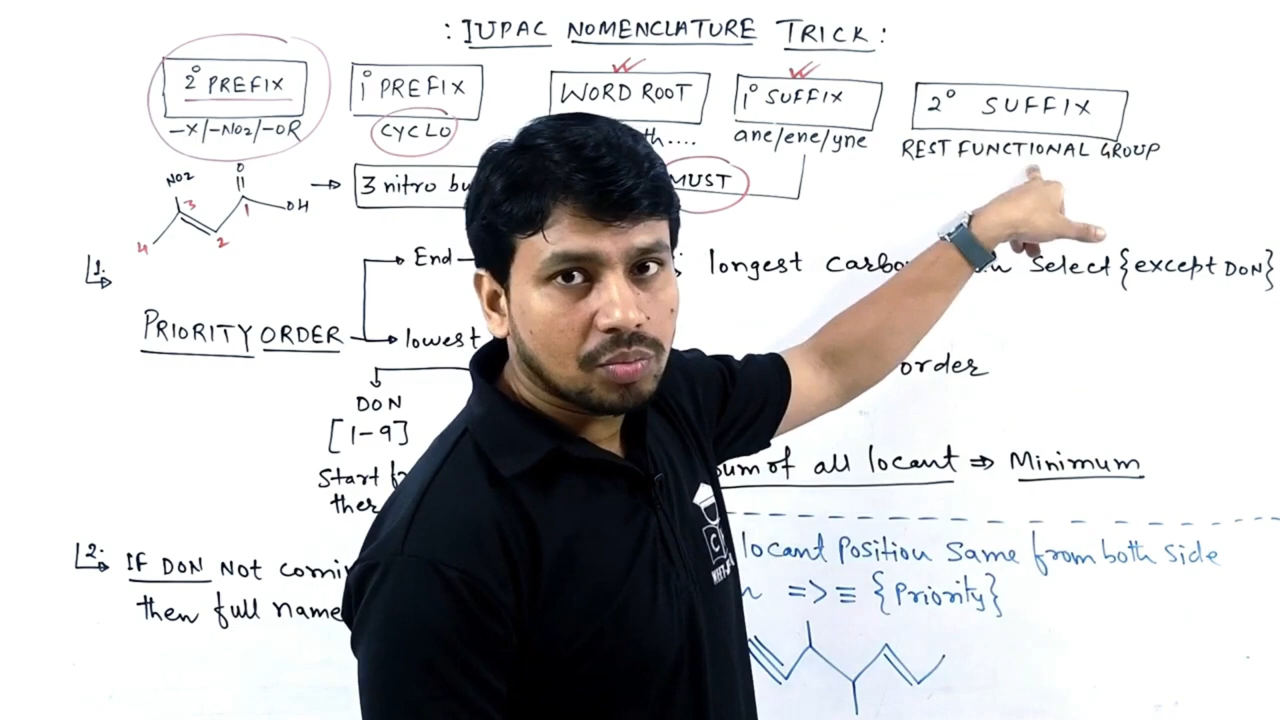 : IUPAC NOMENCLATURE TRICK :
2° PREFIX
1° PREFIX
WORD ROOT
1° SUFFIX
2° SUFFIX
-X/-NO2/-OR
CYCLO
th....
ane/ene/yne
REST FUNCTIONAL GROUP
NO2
O
OH
4
3
2
1
3 nitro bu
MUST
1.
End
longest carbo
Select {except DON}
PRIORITY ORDER
lowest
order
DON
[1-9]
Start f
ther
sum of all locant ⇒ Minimum
2.
IF DON Not comi
then full name
locant Position Same from both side
=> ≡ {Priority}